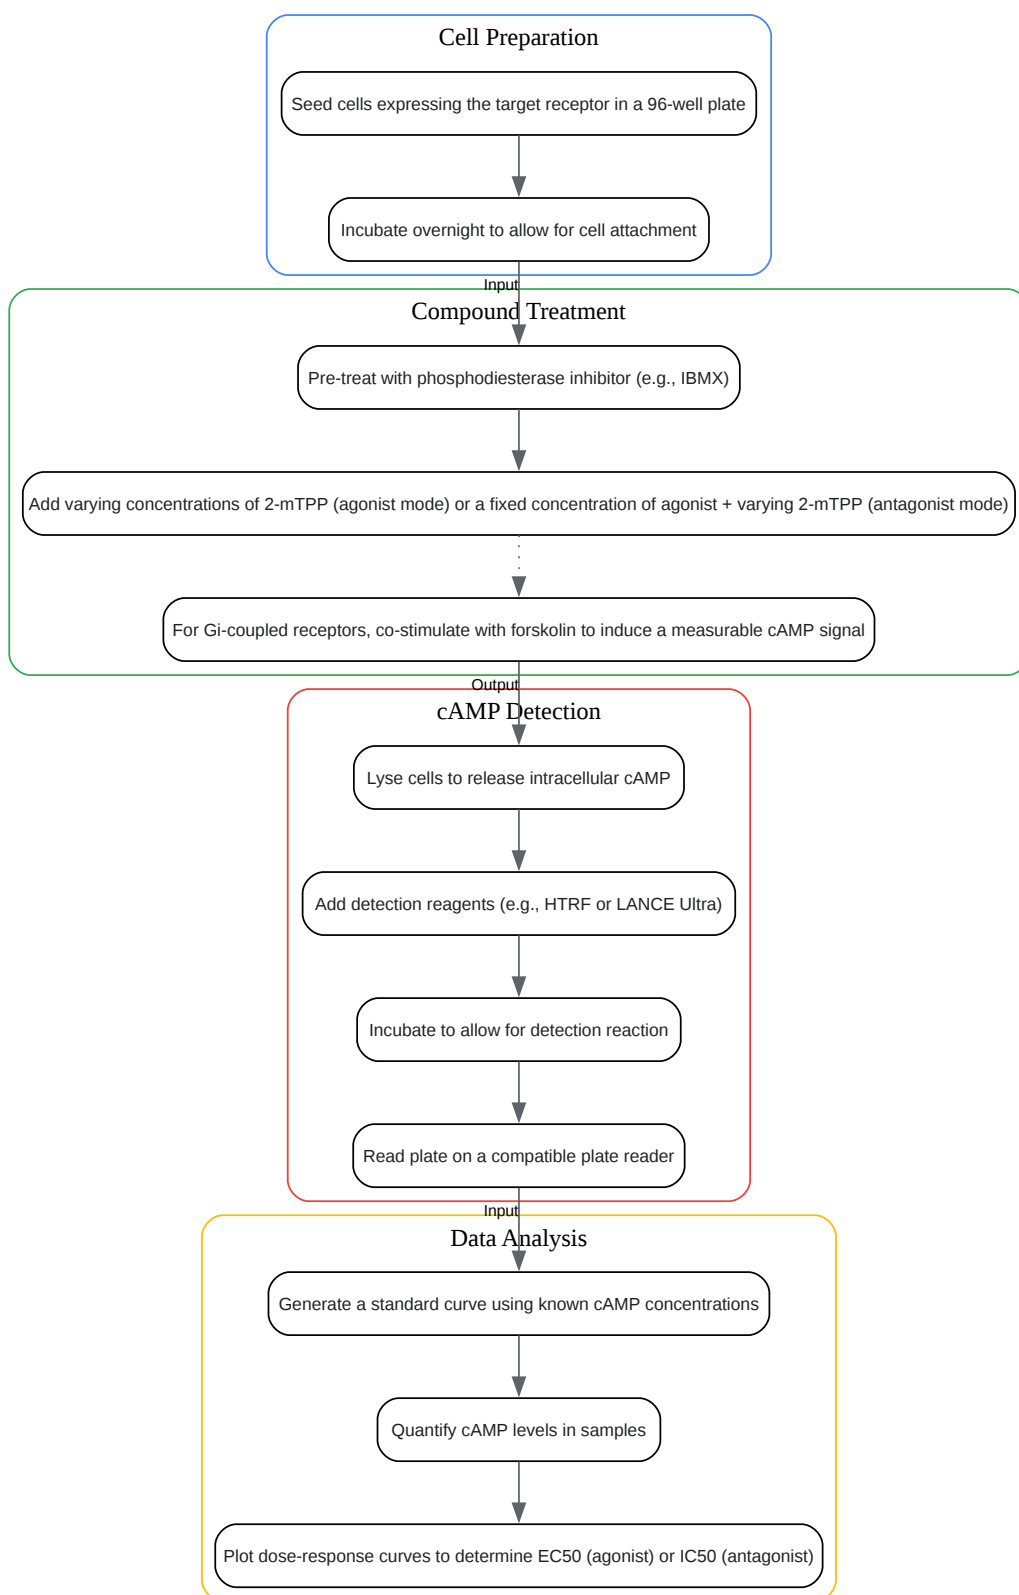 Cell Preparation
Seed cells expressing the target receptor in a 96-well plate
Incubate overnight to allow for cell attachment
Input
Compound Treatment
Pre-treat with phosphodiesterase inhibitor (e.g., IBMX)
Add varying concentrations of 2-mTPP (agonist mode) or a fixed concentration of agonist + varying 2-mTPP (antagonist mode)
For Gi-coupled receptors, co-stimulate with forskolin to induce a measurable cAMP signal
Output
cAMP Detection
Lyse cells to release intracellular cAMP
Add detection reagents (e.g., HTRF or LANCE Ultra)
Incubate to allow for detection reaction
Read plate on a compatible plate reader
Input
Data Analysis
Generate a standard curve using known cAMP concentrations
Quantify cAMP levels in samples
Plot dose-response curves to determine EC50 (agonist) or IC50 (antagonist)